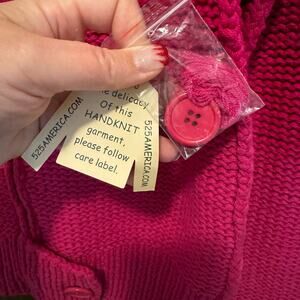 the delicacy
Of this
HANDKNIT
garment,
please follow
care label.
525AMERICA.COM
525AMERICA.COM